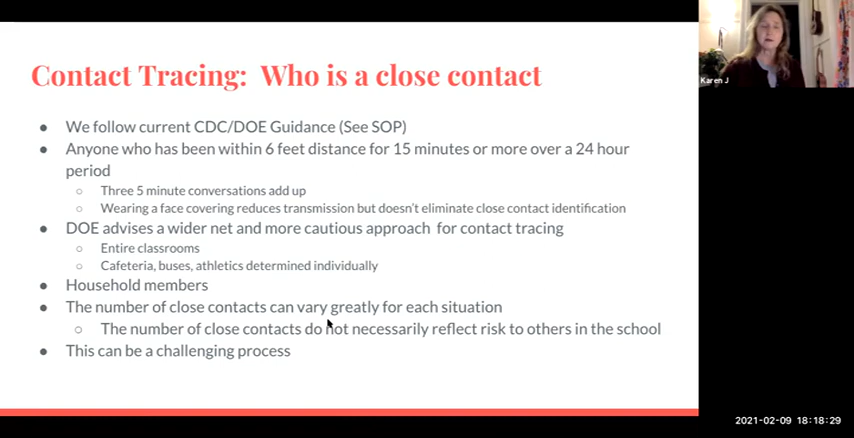 Contact Tracing: Who is a close contact
Karen J
● We follow current CDC/DOE Guidance (See SOP)
● Anyone who has been within 6 feet distance for 15 minutes or more over a 24 hour
period
○ Three 5 minute conversations add up
○ Wearing a face covering reduces transmission but doesn't eliminate close contact identification
● DOE advises a wider net and more cautious approach for contact tracing
○ Entire classrooms
○ Cafeteria, buses, athletics determined individually
● Household members
● The number of close contacts can vary greatly for each situation
○ The number of close contacts do not necessarily reflect risk to others in the school
● This can be a challenging process
2021-02-09 18:18:29